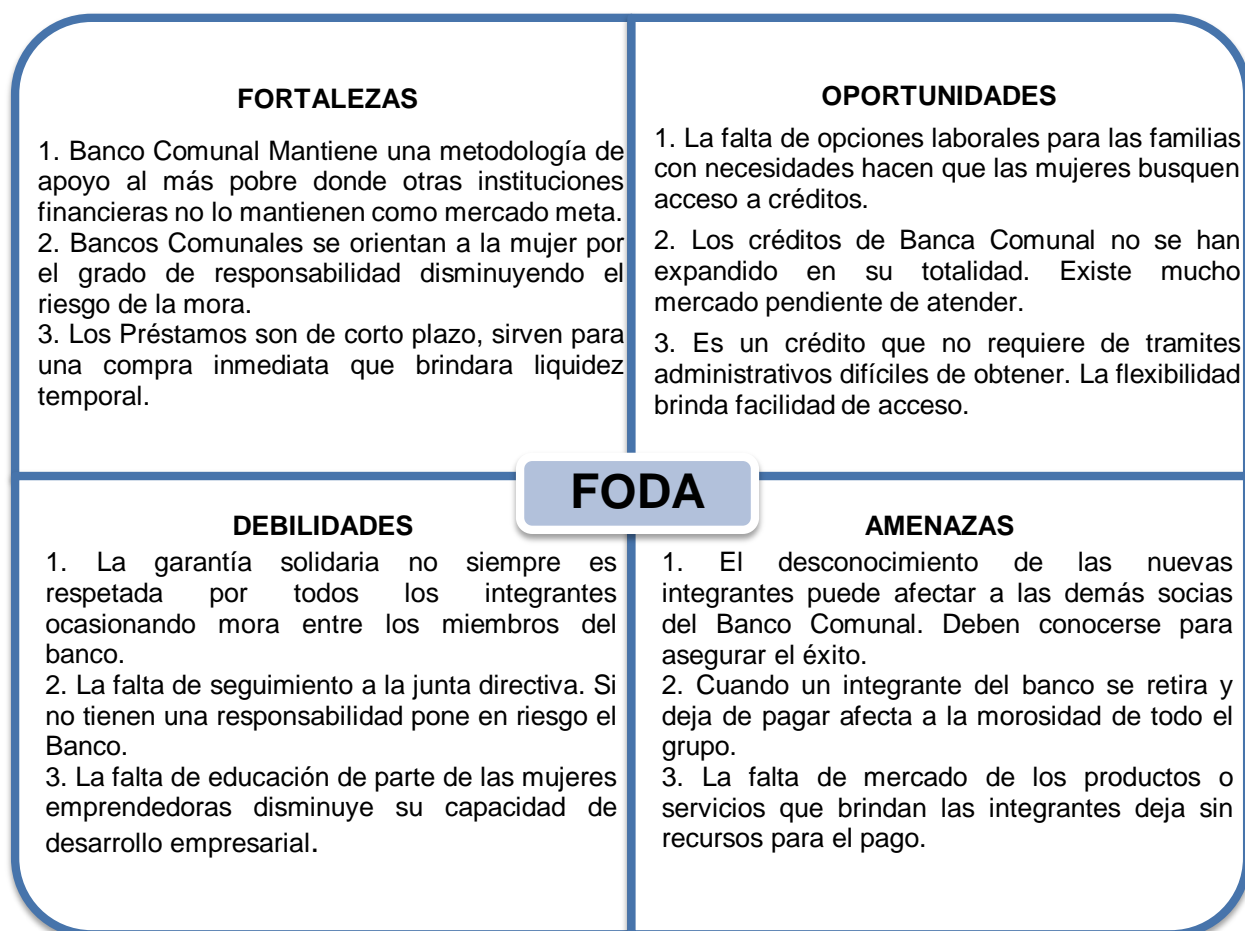 FORTALEZAS
1. Banco Comunal Mantiene una metodología de
apoyo al más pobre donde otras instituciones
financieras no lo mantienen como mercado meta.
2. Bancos Comunales se orientan a la mujer por
el grado de responsabilidad disminuyendo el
riesgo de la mora.
3. Los Préstamos son de corto plazo, sirven para
una compra inmediata que brindara liquidez
temporal.
OPORTUNIDADES
1. La falta de opciones laborales para las familias
con necesidades hacen que las mujeres busquen
acceso a créditos.
2. Los créditos de Banca Comunal no se han
expandido en su totalidad. Existe mucho
mercado pendiente de atender.
3. Es un crédito que no requiere de tramites
administrativos difíciles de obtener. La flexibilidad
brinda facilidad de acceso.
FODA
DEBILIDADES
1. La garantía solidaria no siempre es
respetada por todos los integrantes
ocasionando mora entre los miembros del
banco.
2. La falta de seguimiento a la junta directiva. Si
no tienen una responsabilidad pone en riesgo el
Banco.
3. La falta de educación de parte de las mujeres
emprendedoras disminuye su capacidad de
desarrollo empresarial.
AMENAZAS
1. El desconocimiento de las nuevas
integrantes puede afectar a las demás socias
del Banco Comunal. Deben conocerse para
asegurar el éxito.
2. Cuando un integrante del banco se retira y
deja de pagar afecta a la morosidad de todo el
grupo.
3. La falta de mercado de los productos o
servicios que brindan las integrantes deja sin
recursos para el pago.